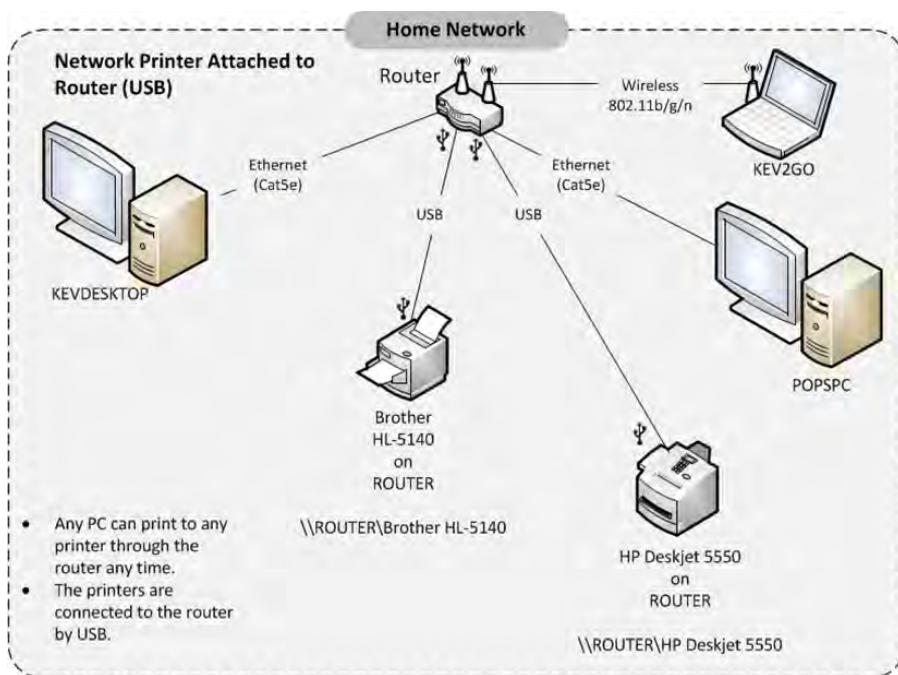 Home Network
Network Printer Attached to
Router (USB)
Router
Wireless
802.11b/g/n
KEV2GO
Ethernet
(Cat5e)
Ethernet
(Cat5e)
USB
USB
KEVDESKTOP
POPSPC
Brother
HL-5140
on
ROUTER
\\ROUTER\Brother HL-5140
HP Deskjet 5550
on
ROUTER
\\ROUTER\HP Deskjet 5550
• Any PC can print to any
printer through the
router any time.
• The printers are
connected to the router
by USB.